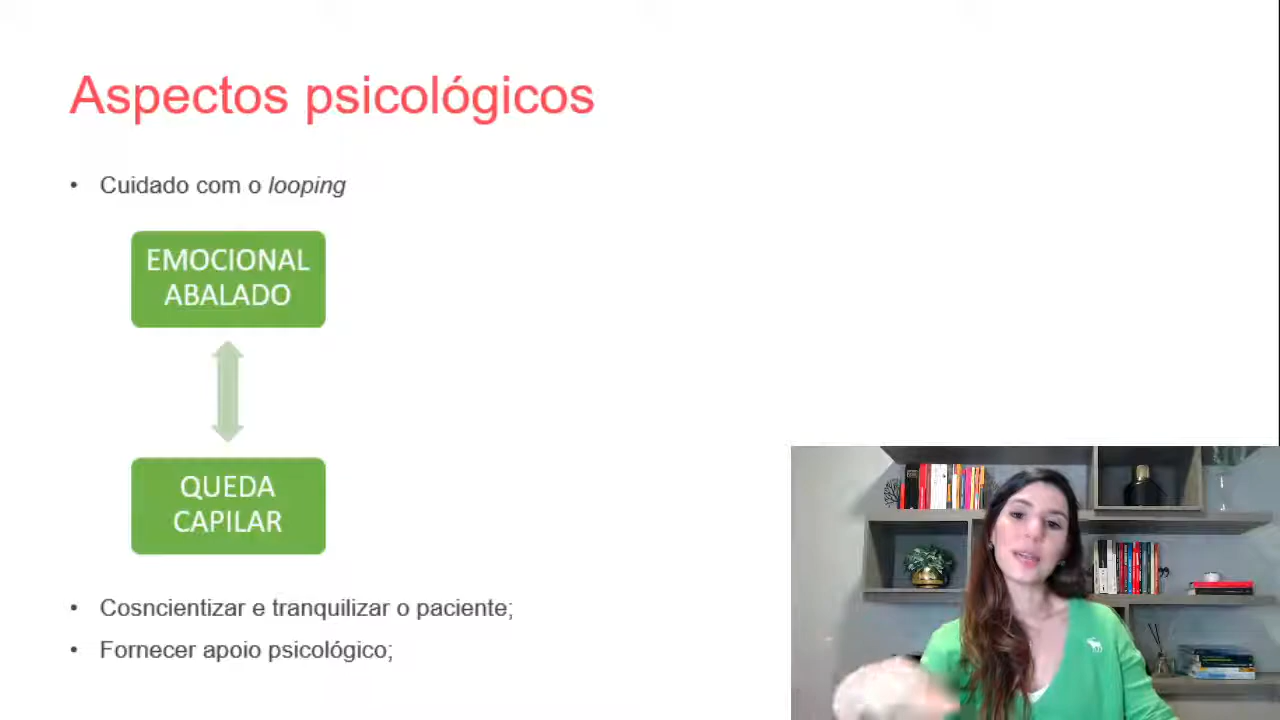 Aspectos psicológicos
• Cuidado com o looping
EMOCIONAL
ABALADO
QUEDA
CAPILAR
• Cosncientizar e tranquilizar o paciente;
• Fornecer apoio psicológico;